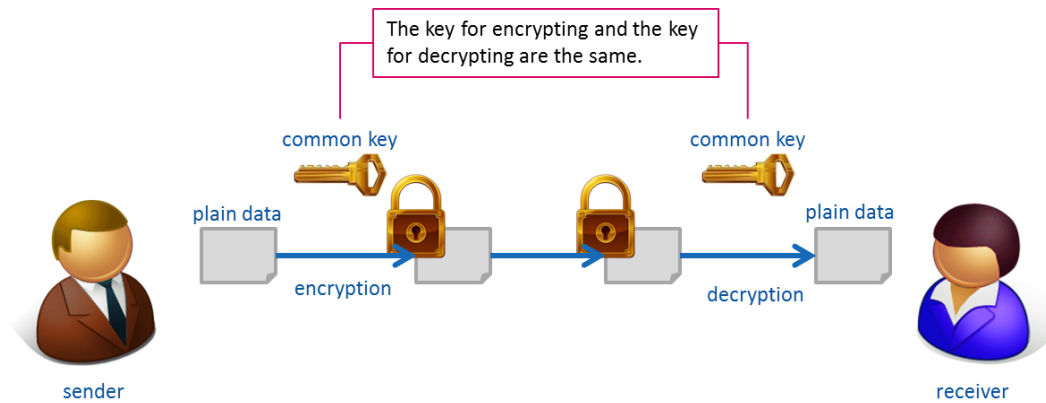 The key for encrypting and the key
for decrypting are the same.
common key
common key
plain data
plain data
encryption
decryption
sender
receiver